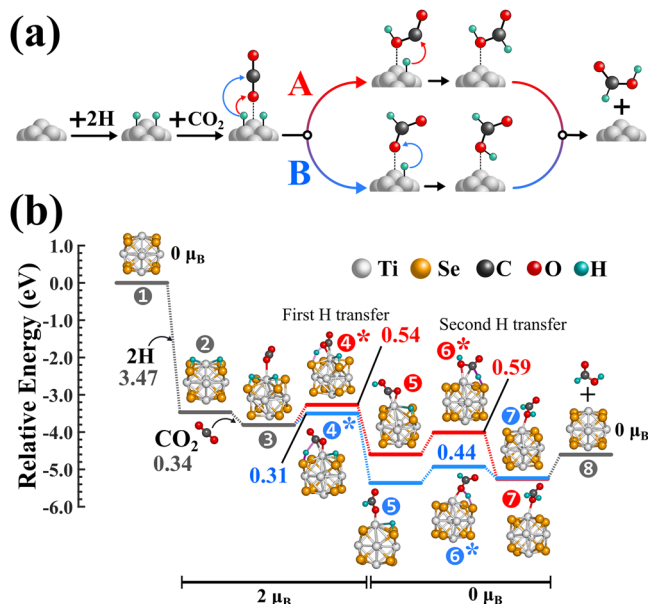 (a)
+2H
+CO₂
A
B
+
(b)
Relative Energy (eV)
1.0
0.0
-1.0
-2.0
-3.0
-4.0
-5.0
-6.0
0 μB
Ti Se C O H
First H transfer
Second H transfer
1
2
2H
3.47
CO₂
0.34
3
4*
0.54
4*
0.31
5
5
6*
0.59
0.44
6*
7
7
+
0 μB
8
2 μB
0 μB